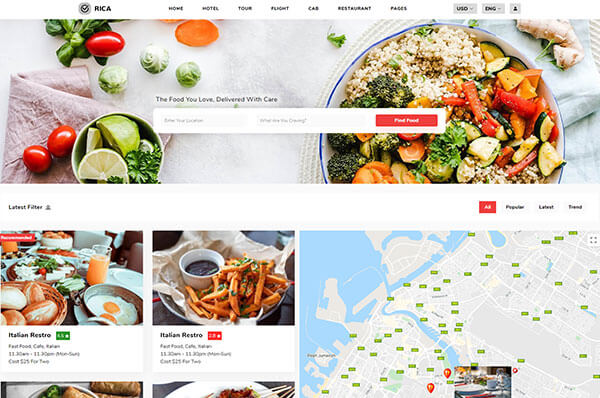 RICA
HOME HOTEL TOUR FLIGHT CAB RESTAURANT PAGES
USD ENG
The Food You Love, Delivered With Care
Enter Your Location What Are You Craving? Find Food
Latest Filter
All Popular Latest Trend
Recommended
Italian Restro 4.5
Fast Food, Cafe, Italian
11.30am - 11.30pm (Mon-Sun)
Cost $25 For Two
Italian Restro 2.8
Fast Food, Cafe, Italian
11.30am - 11.30pm (Mon-Sun)
Cost $25 For Two